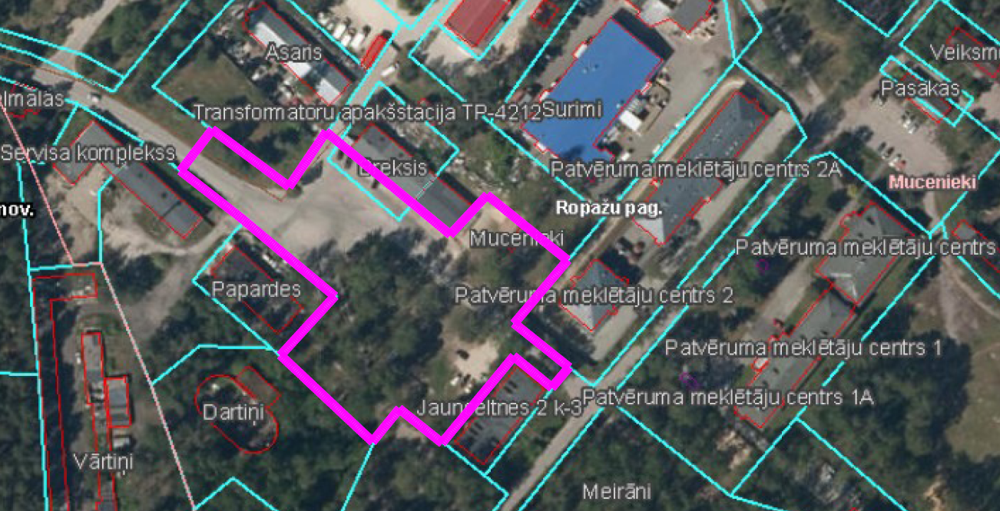 Asaris
Veiksm
Pasakas
lmālas
Transformatoru apakšstacija TP-4212
Surimi
Servisa komplekss
Breksis
Patvēruma meklētāju centrs 2A
Mucenieki
nov.
Ropažu pag.
Mucenieki
Patvēruma meklētāju centrs
Papardes
Patvēruma meklētāju centrs 2
Patvēruma meklētāju centrs 1
Patvēruma meklētāju centrs 1A
Dartiņi
2 k-3
Vārtiņi
Meirāni